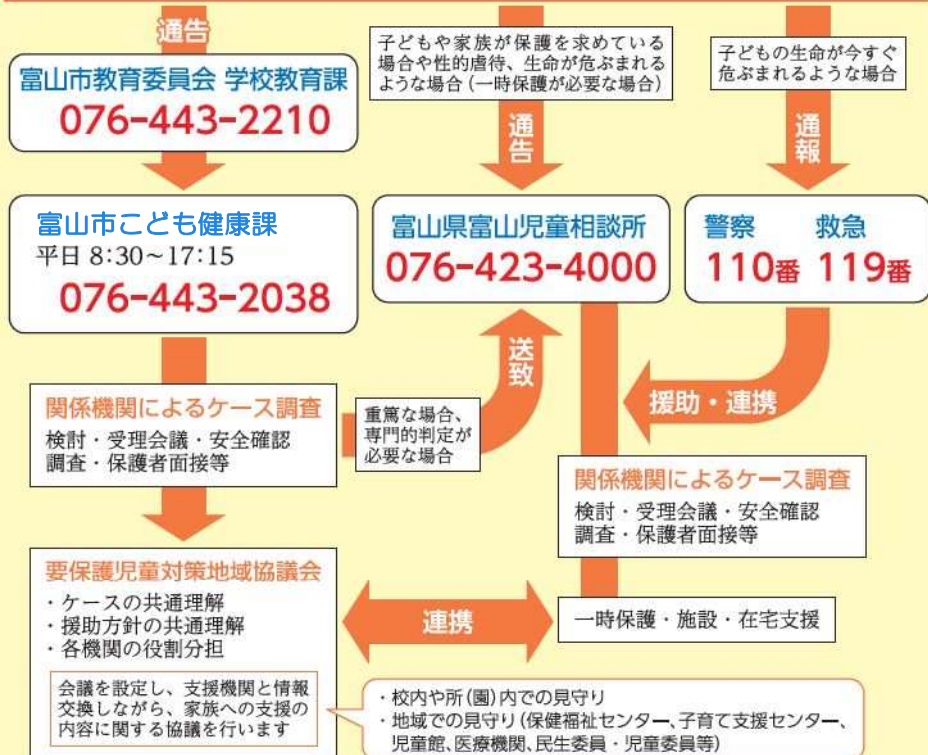 通告
富山市教育委員会 学校教育課
076-443-2210
子どもや家族が保護を求めている
場合や性的虐待、生命が危ぶまれる
ような場合(一時保護が必要な場合)
通告
子どもの生命が今すぐ
危ぶまれるような場合
通報
富山市こども健康課
平日 8:30~17:15
076-443-2038
富山県富山児童相談所
076-423-4000
警察 救急
110番 119番
関係機関によるケース調査
検討・受理会議・安全確認
調査・保護者面接等
重篤な場合、
専門的判定が
必要な場合
送致
援助・連携
関係機関によるケース調査
検討・受理会議・安全確認
調査・保護者面接等
要保護児童対策地域協議会
・ケースの共通理解
・援助方針の共通理解
・各機関の役割分担
会議を設定し、支援機関と情報
交換しながら、家族への支援の
内容に関する協議を行います
連携
一時保護・施設・在宅支援
・校内や所(園)内での見守り
・地域での見守り(保健福祉センター、子育て支援センター、
児童館、医療機関、民生委員・児童委員等)